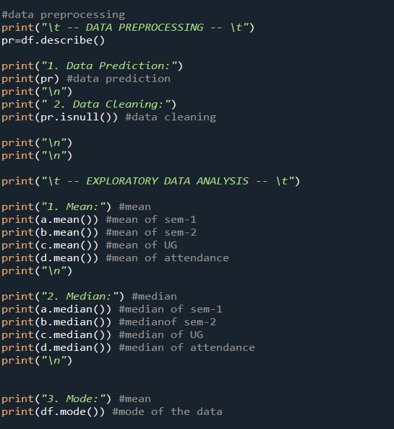 #data preprocessing
print("\t -- DATA PREPROCESSING -- \t")
pr=df.describe()
print("1. Data Prediction:")
print(pr) #data prediction
print("\n")
print(" 2. Data Cleaning:")
print(pr.isnull()) #data cleaning
print("\n")
print("\n")
print("\t -- EXPLORATORY DATA ANALYSIS -- \t")
print("1. Mean:") #mean
print(a.mean()) #mean of sem-1
print(b.mean()) #mean of sem-2
print(c.mean()) #mean of UG
print(d.mean()) #mean of attendance
print("\n")
print("2. Median:") #median
print(a.median()) #median of sem-1
print(b.median()) #medianof sem-2
print(c.median()) #median of UG
print(d.median()) #median of attendance
print("\n")
print("3. Mode:") #mean
print(df.mode()) #mode of the data